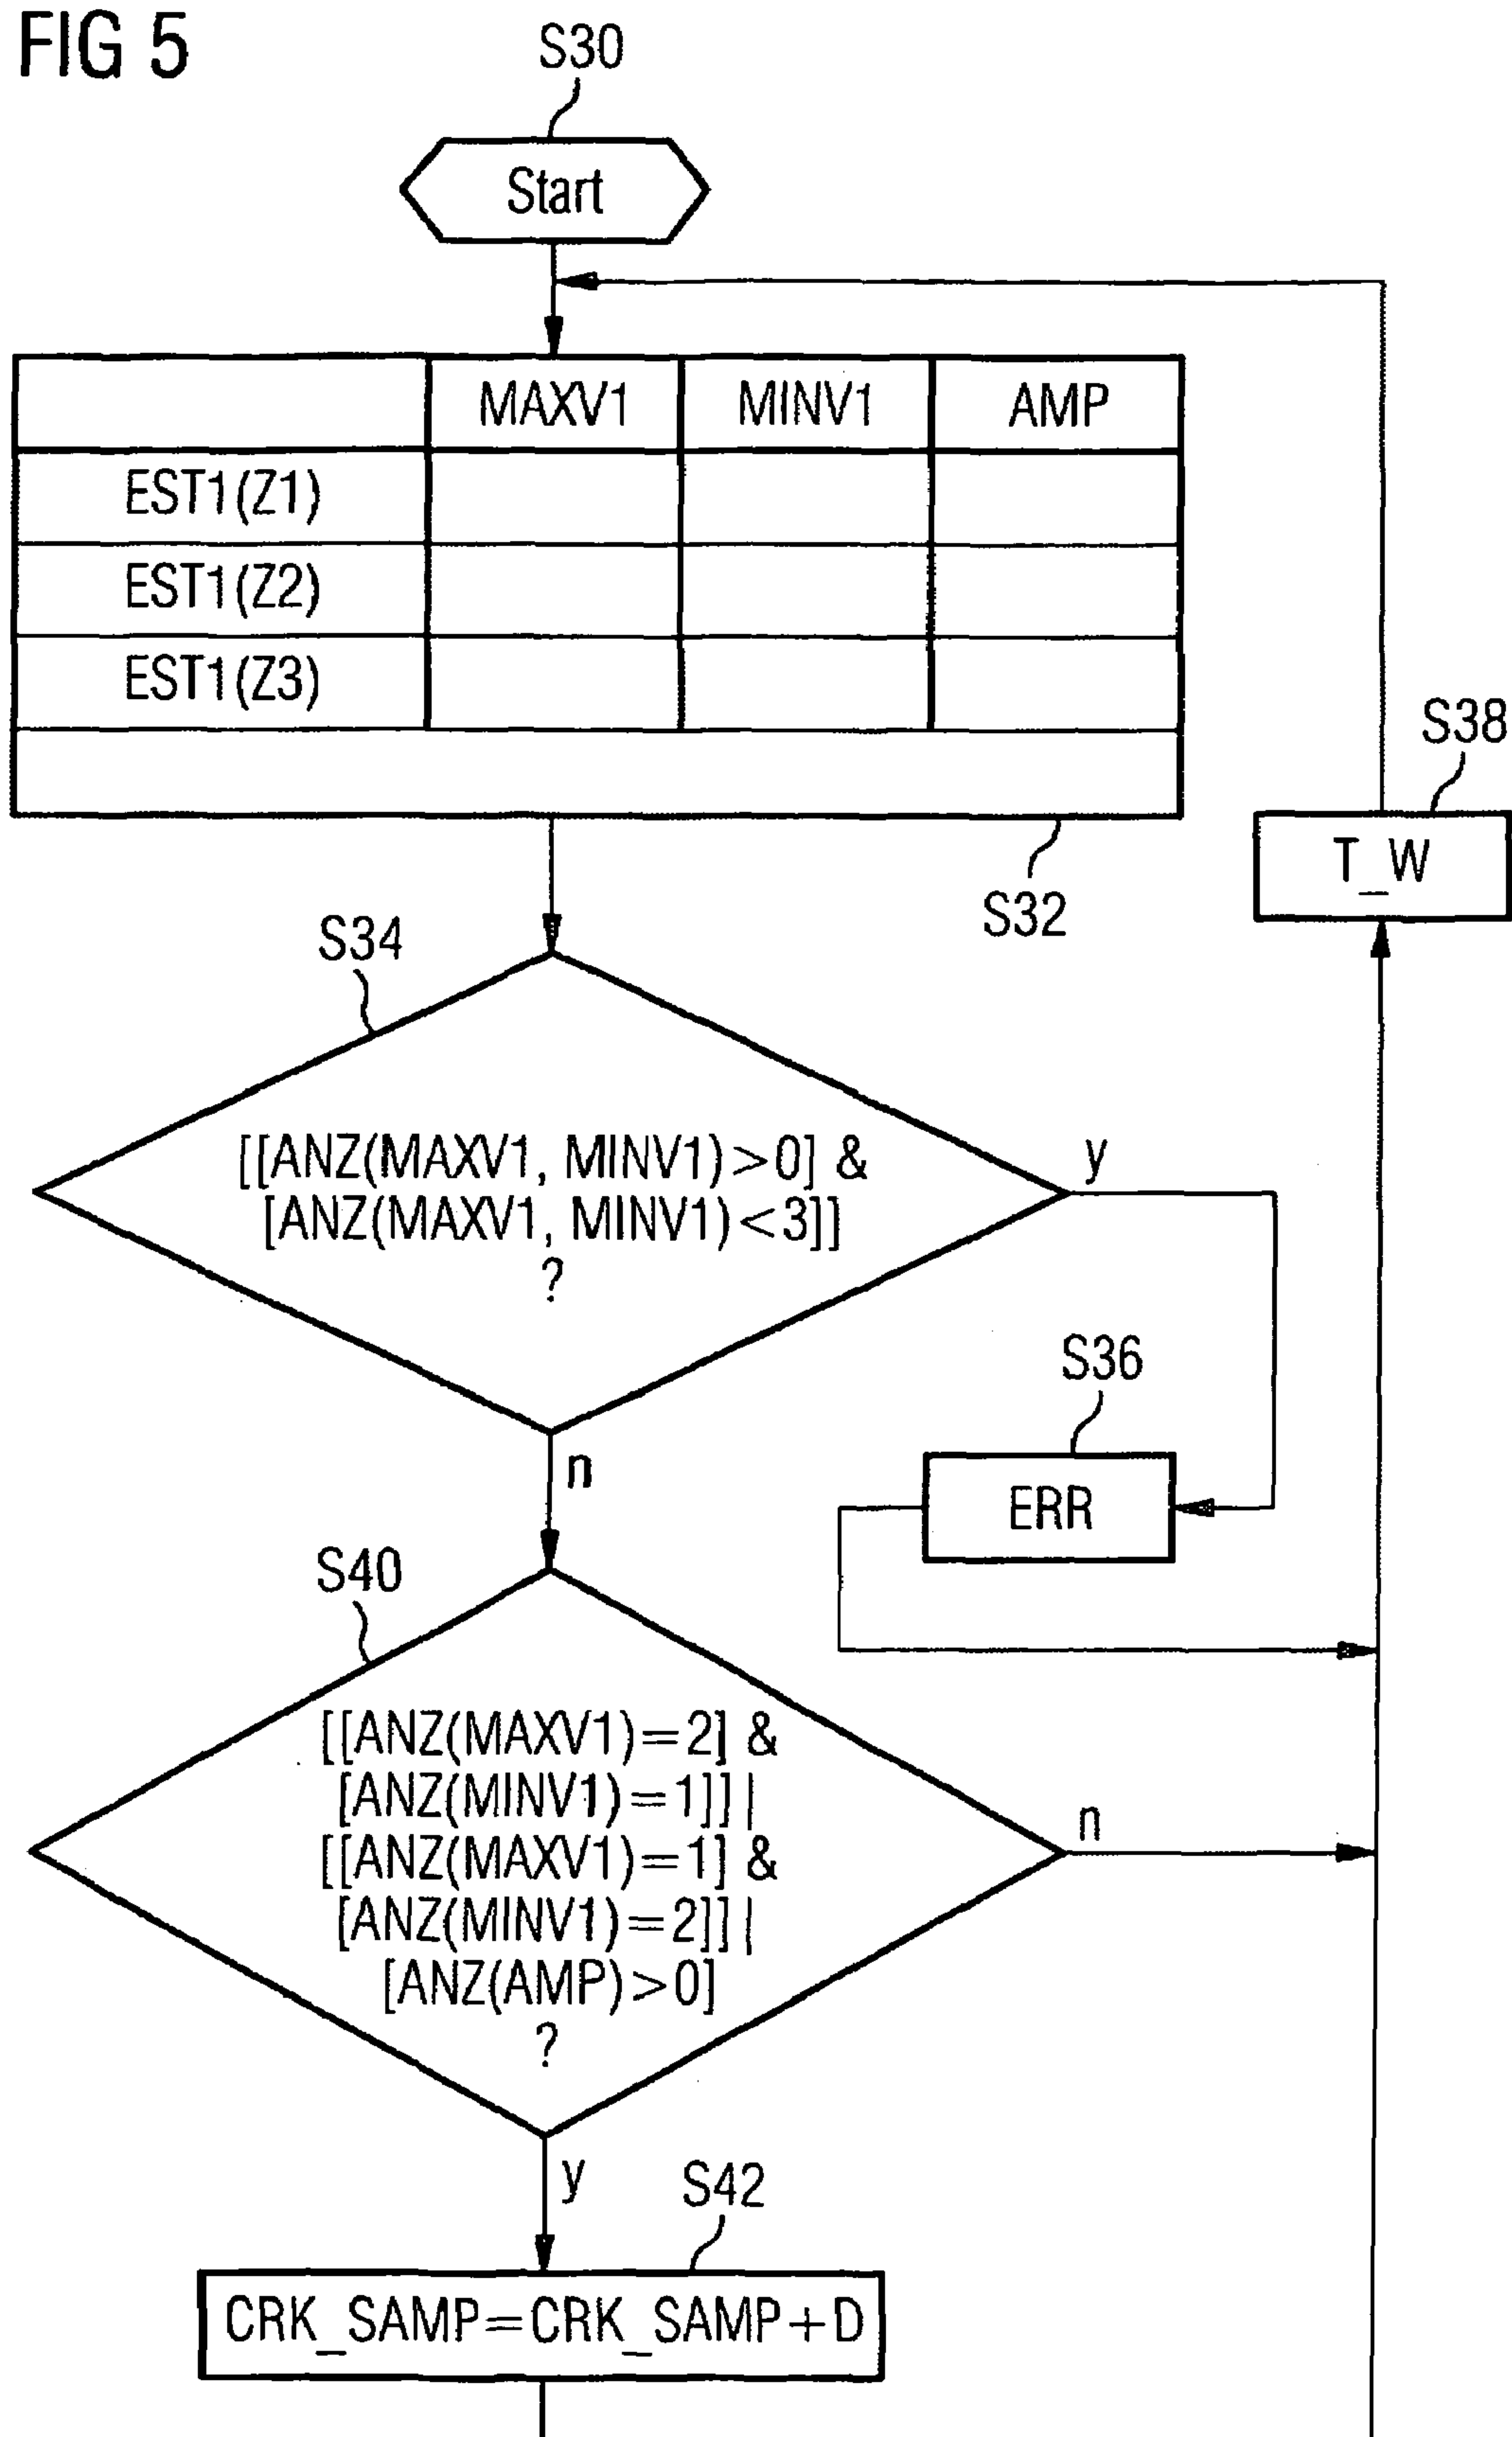 FIG 5
S30
Start
MAXV1 MINV1 AMP
EST1(Z1)
EST1(Z2)
EST1(Z3)
S38
T_W
S32
S34
[[ANZ(MAXV1, MINV1)>0] &
[ANZ(MAXV1, MINV1)<3]]
?
y
S36
n
ERR
S40
[[ANZ(MAXV1)=2] &
[ANZ(MINV1)=1]] |
[[ANZ(MAXV1)=1] &
[ANZ(MINV1)=2]] |
[ANZ(AMP)>0]
?
n
y
S42
CRK_SAMP=CRK_SAMP+D